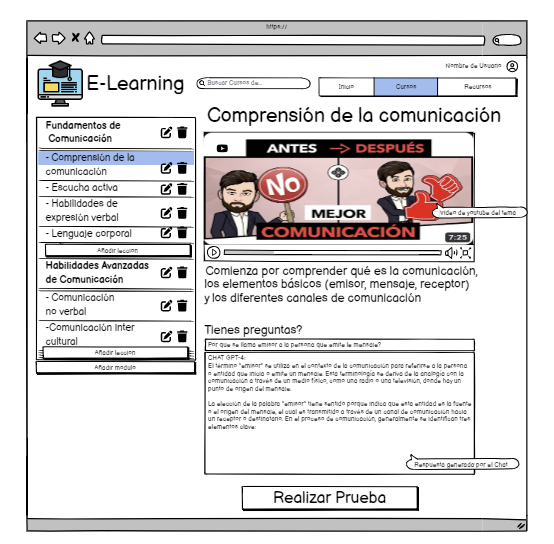 https://
Nombre de Usuario
E-Learning
Buscar Cursos de...
Inicio
Cursos
Recursos
Comprensión de la comunicación
Fundamentos de
Comunicación
- Comprensión de la
comunicación
- Escucha activa
- Habilidades de
expresión verbal
- Lenguaje corporal
Añadir leccion
Habilidades Avanzadas
de Comunicación
- Comunicación
no verbal
-Comunicación inter
cultural
Añadir leccion
Añadir modulo
ANTES -> DESPUÉS
No
MEJOR
COMUNICACIÓN
7:25
Video de youtube del tema
Comienza por comprender qué es la comunicación,
los elementos básicos (emisor, mensaje, receptor)
y los diferentes canales de comunicación
Tienes preguntas?
Por que se llama emisor a la persona que emite le mensaje?
CHAT GPT-4:
El término "emisor" se utiliza en el contexto de la comunicación para referirse a la persona
o entidad que inicia o emite un mensaje. Esta terminología se deriva de la analogía con la
comunicación a través de un medio físico, como una radio o una televisión, donde hay un
punto de origen del mensaje.
La elección de la palabra "emisor" tiene sentido porque indica que esta entidad es la fuente
o el origen del mensaje, el cual es transmitido a través de un canal de comunicación hacia
un receptor o destinatario. En el proceso de comunicación, generalmente se identifican tres
elementos clave:
Respuesta generada por el Chat
Realizar Prueba